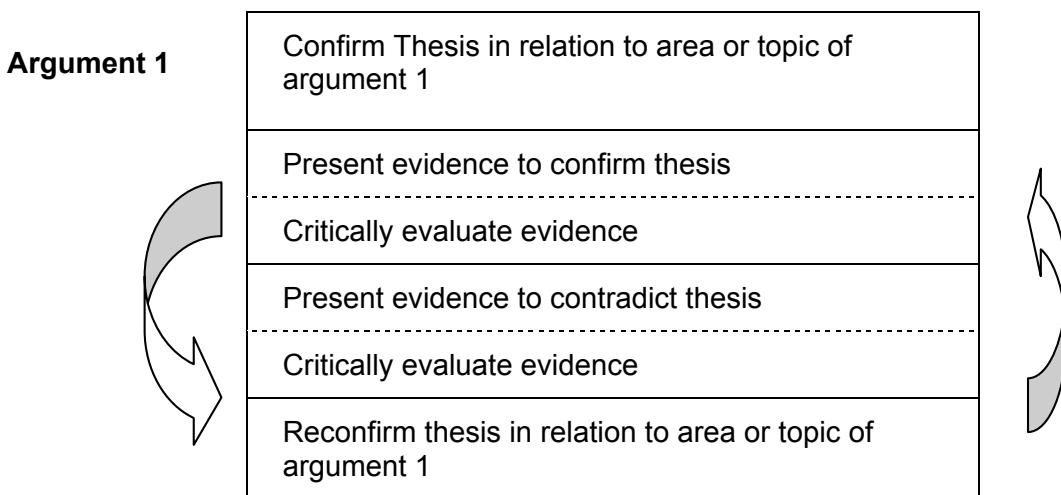 Argument 1
Confirm Thesis in relation to area or topic of
argument 1
Present evidence to confirm thesis
Critically evaluate evidence
Present evidence to contradict thesis
Critically evaluate evidence
Reconfirm thesis in relation to area or topic of
argument 1